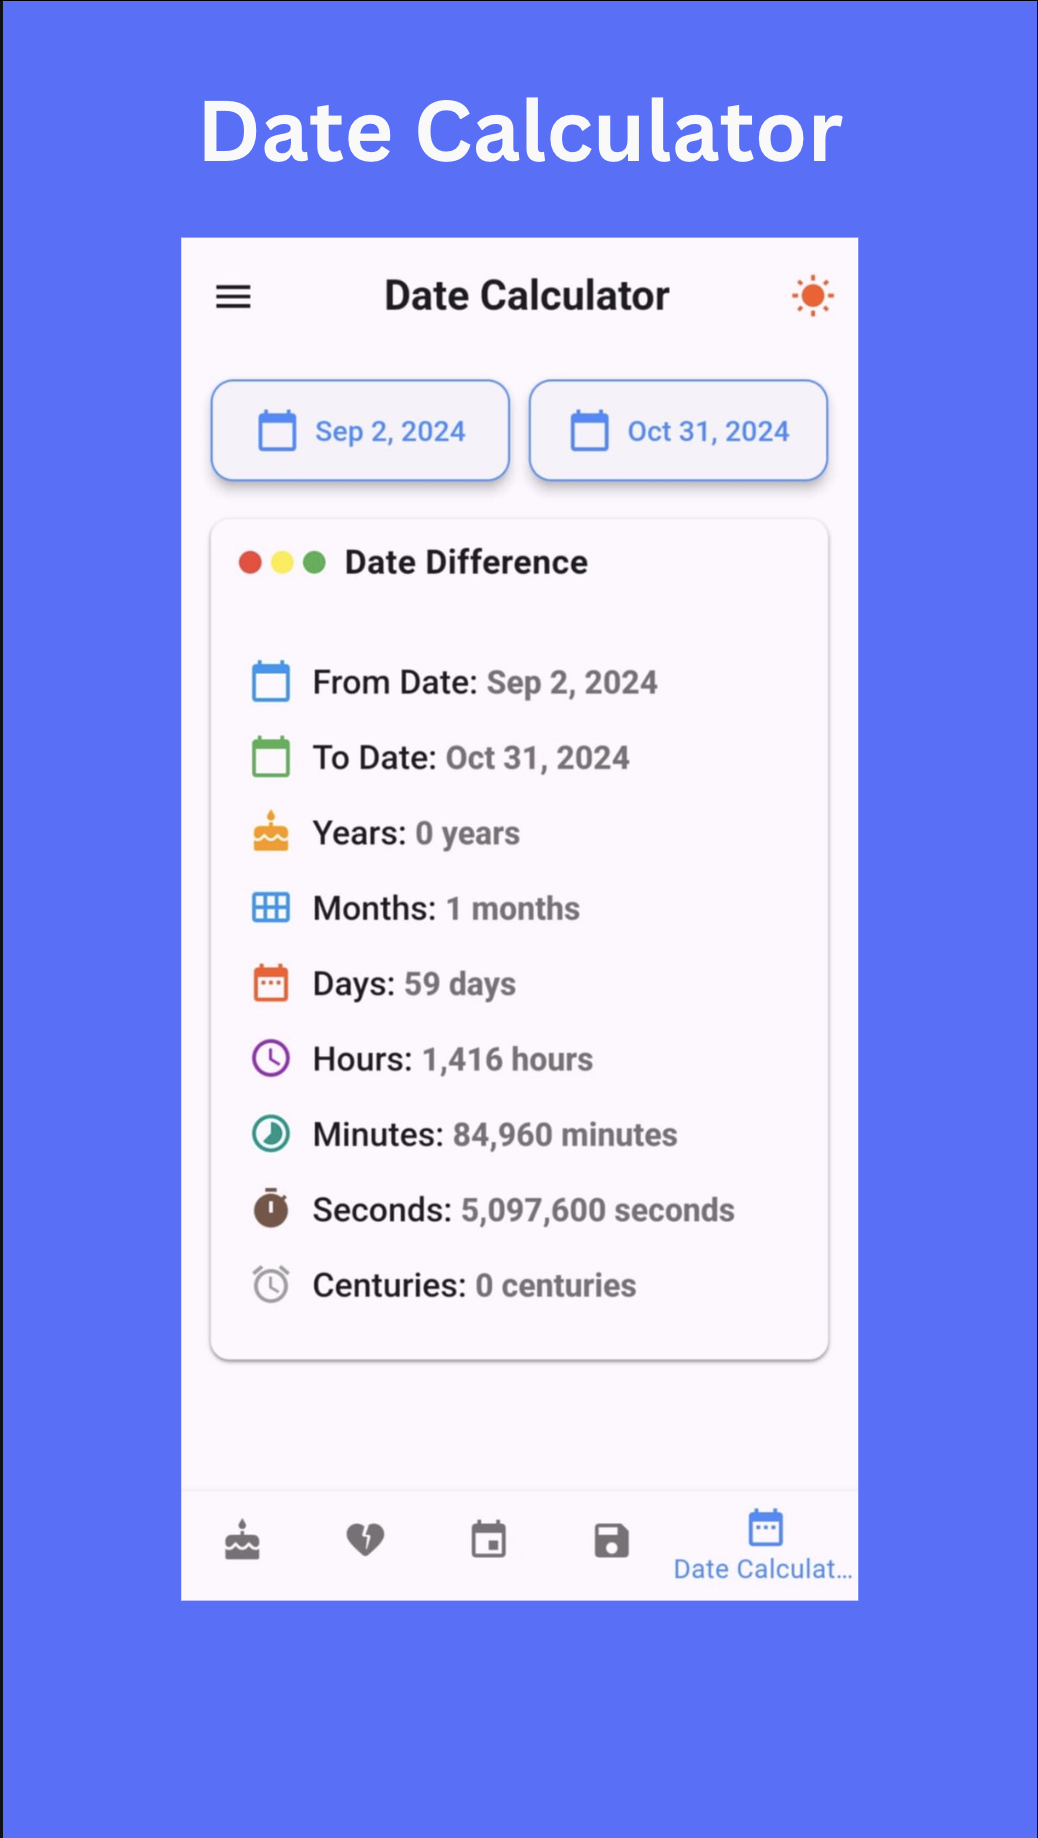 Date Calculator
Date Calculator
Sep 2, 2024
Oct 31, 2024
Date Difference
From Date: Sep 2, 2024
To Date: Oct 31, 2024
Years: 0 years
Months: 1 months
Days: 59 days
Hours: 1,416 hours
Minutes: 84,960 minutes
Seconds: 5,097,600 seconds
Centuries: 0 centuries
Date Calculat...